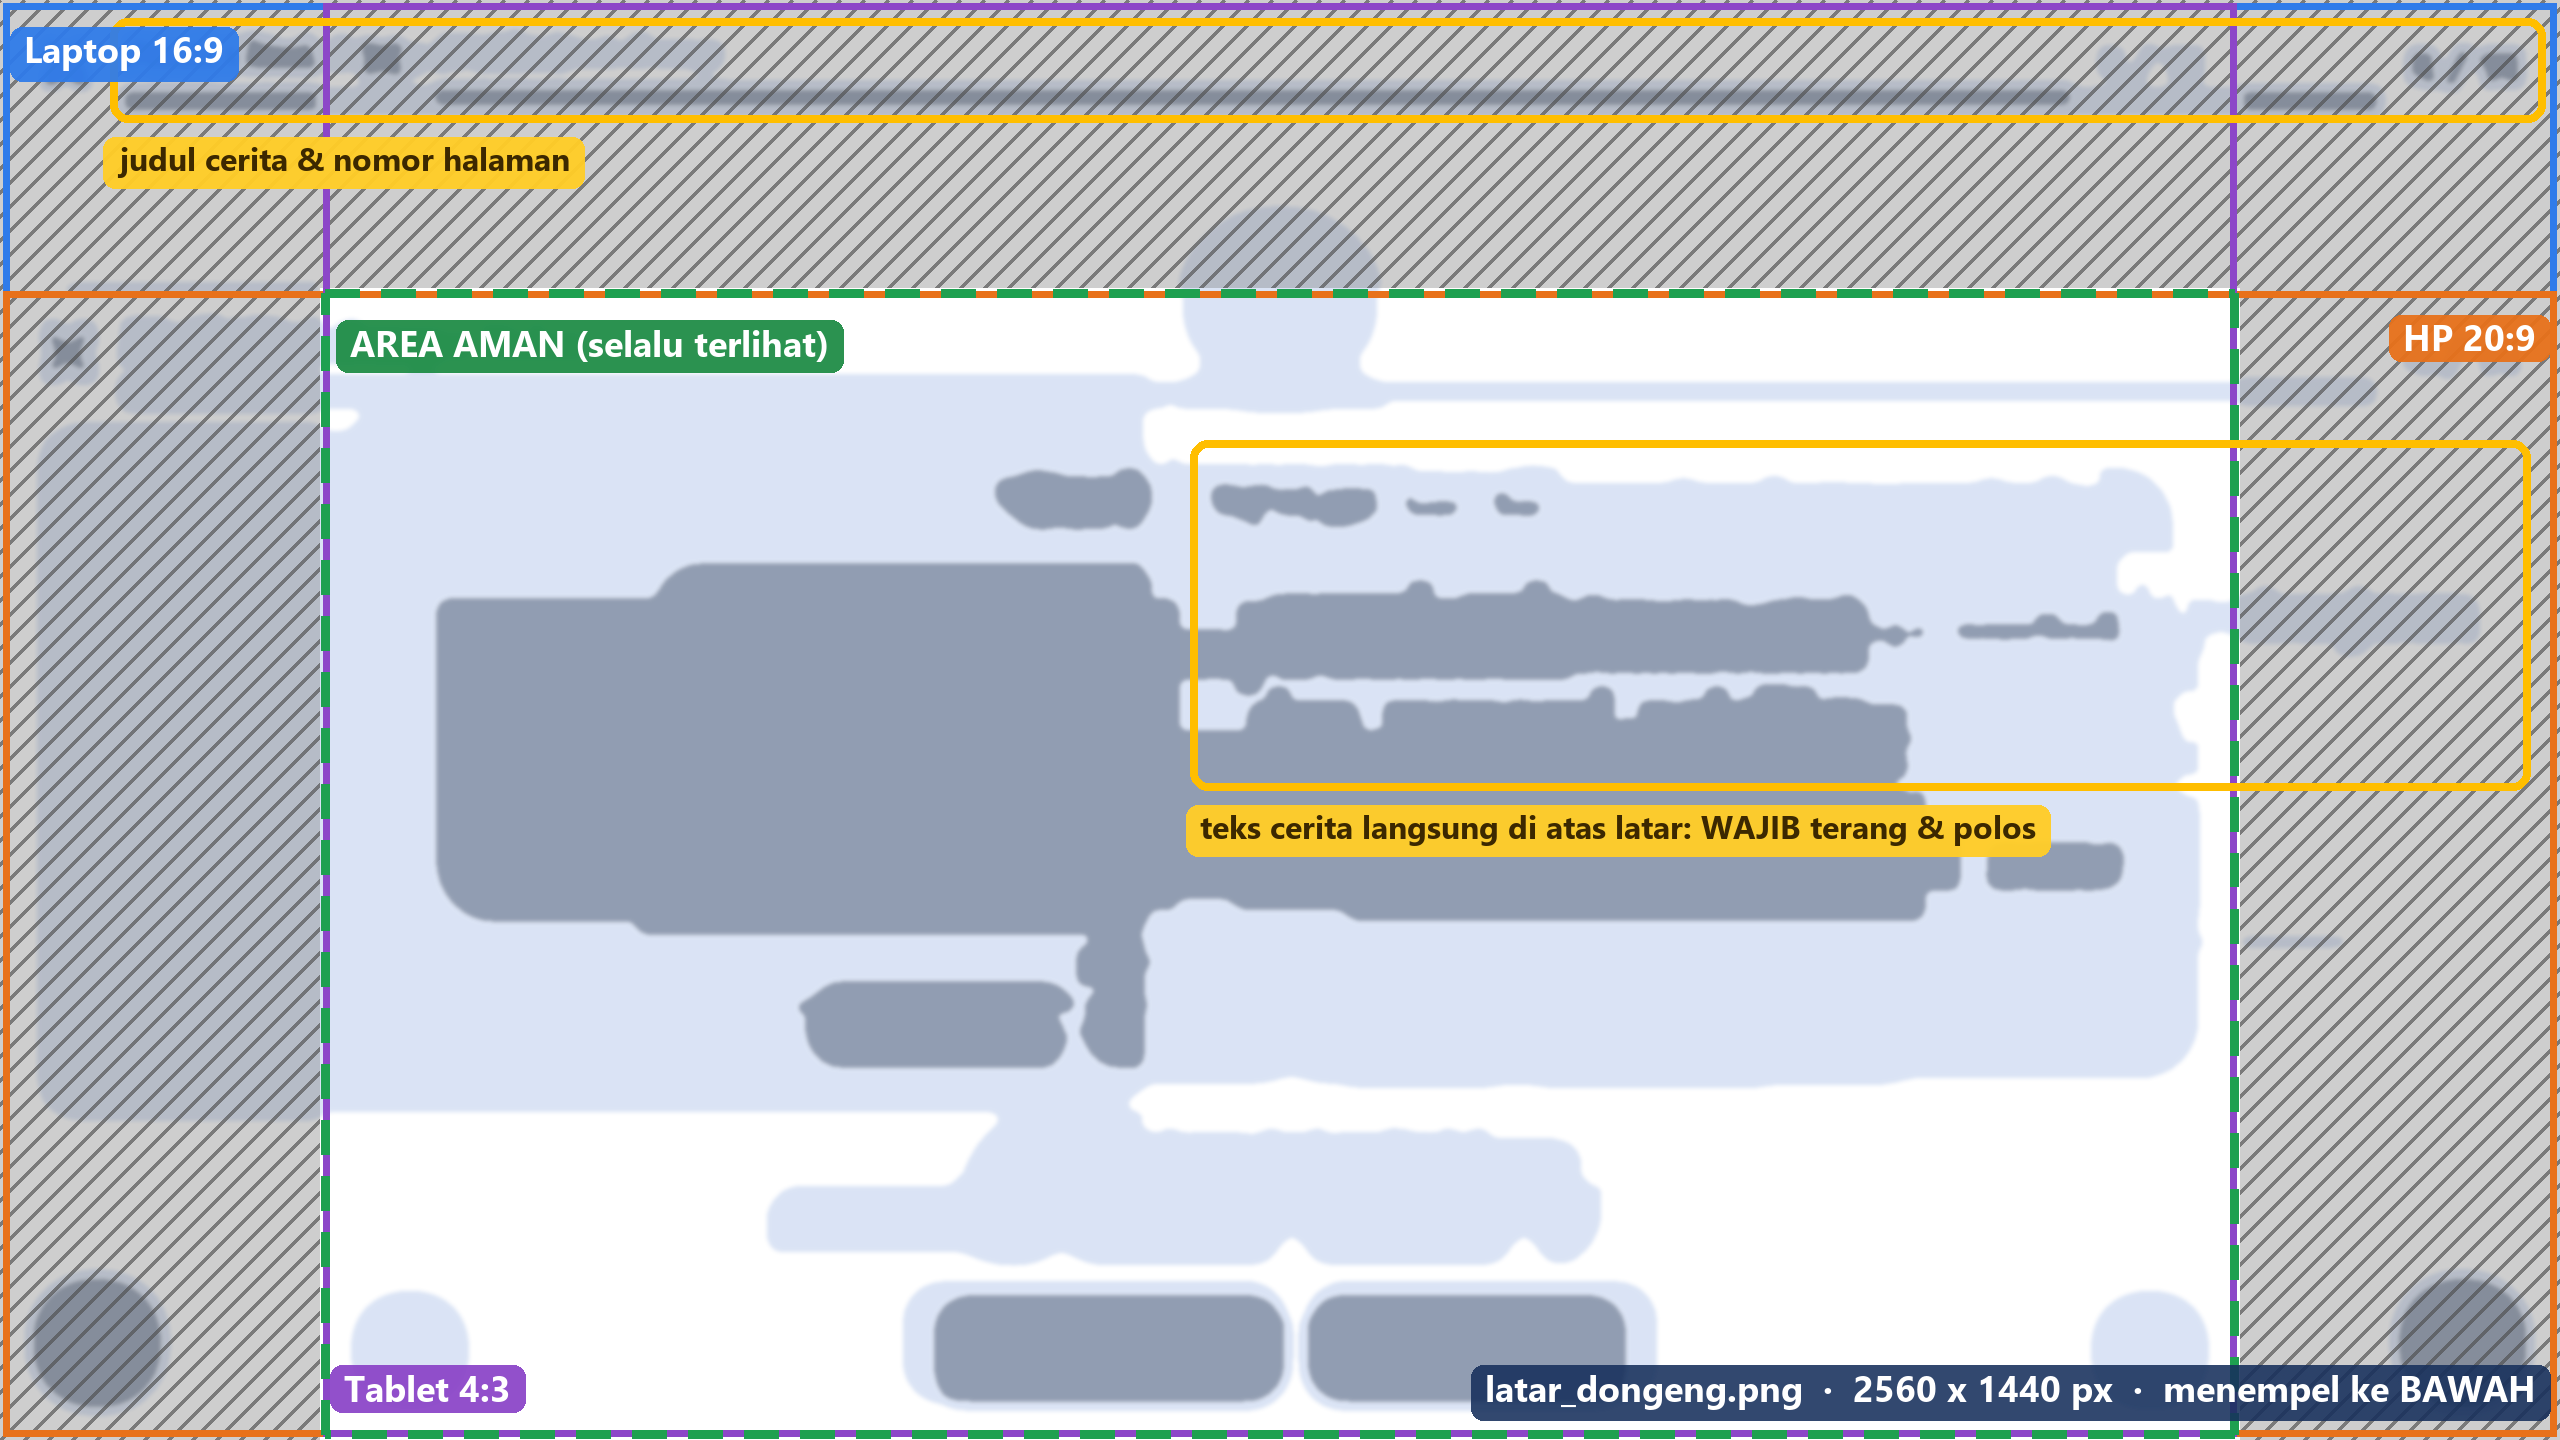 Laptop 16:9
judul cerita & nomor halaman
AREA AMAN (selalu terlihat)
HP 20:9
teks cerita langsung di atas latar: WAJIB terang & polos
Tablet 4:3
latar_dongeng.png · 2560 x 1440 px · menempel ke BAWAH